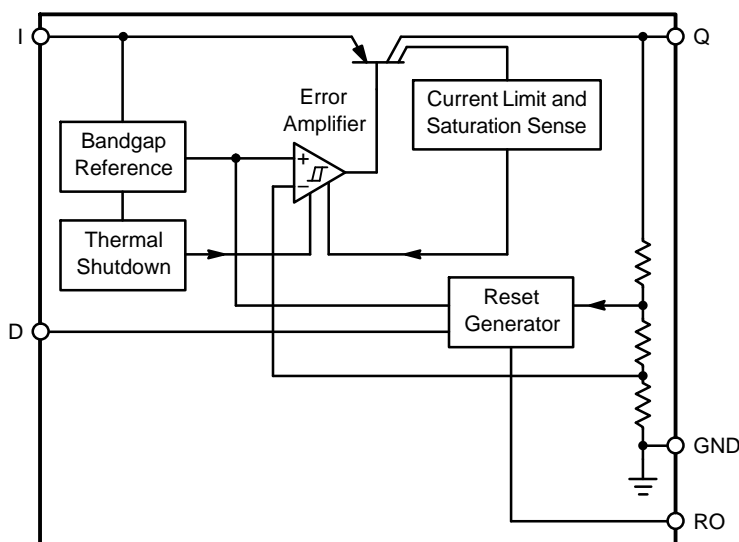 I
Q
Error
Amplifier
Current Limit and
Saturation Sense
Bandgap
Reference
+
−
Thermal
Shutdown
Reset
Generator
D
GND
RO